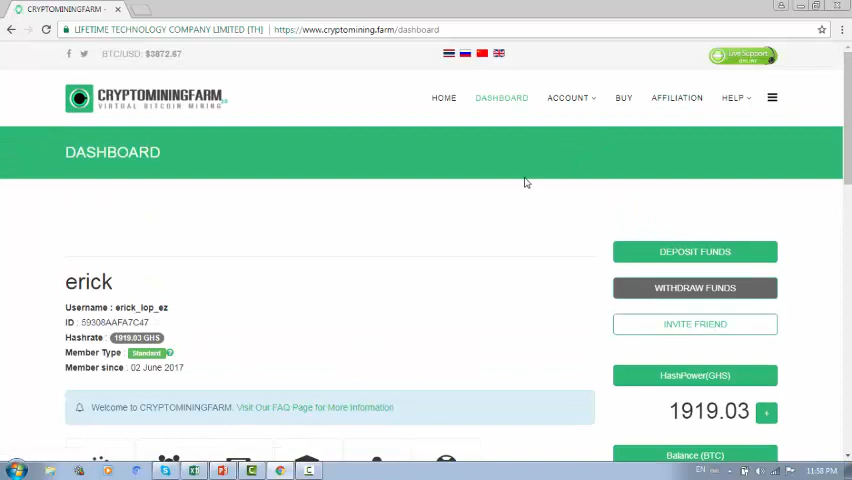 CRYPTOMININGFARM
LIFETIME TECHNOLOGY COMPANY LIMITED [TH] https://www.cryptomining.farm/dashboard
BTC/USD: $3872.67
Live Support
ONLINE
CRYPTOMININGFARM
VIRTUAL BITCOIN MINING
HOME DASHBOARD ACCOUNT BUY AFFILIATION HELP
DASHBOARD
DEPOSIT FUNDS
erick
WITHDRAW FUNDS
Username : erick_lop_ez
ID : 59308AAFA7C47
INVITE FRIEND
Hashrate : 1919.03 GHS
Member Type : Standard
Member since : 02 June 2017
HashPower(GHS)
Welcome to CRYPTOMININGFARM. Visit Our FAQ Page for More Information
1919.03 +
Balance (BTC)
EN 11:58 PM